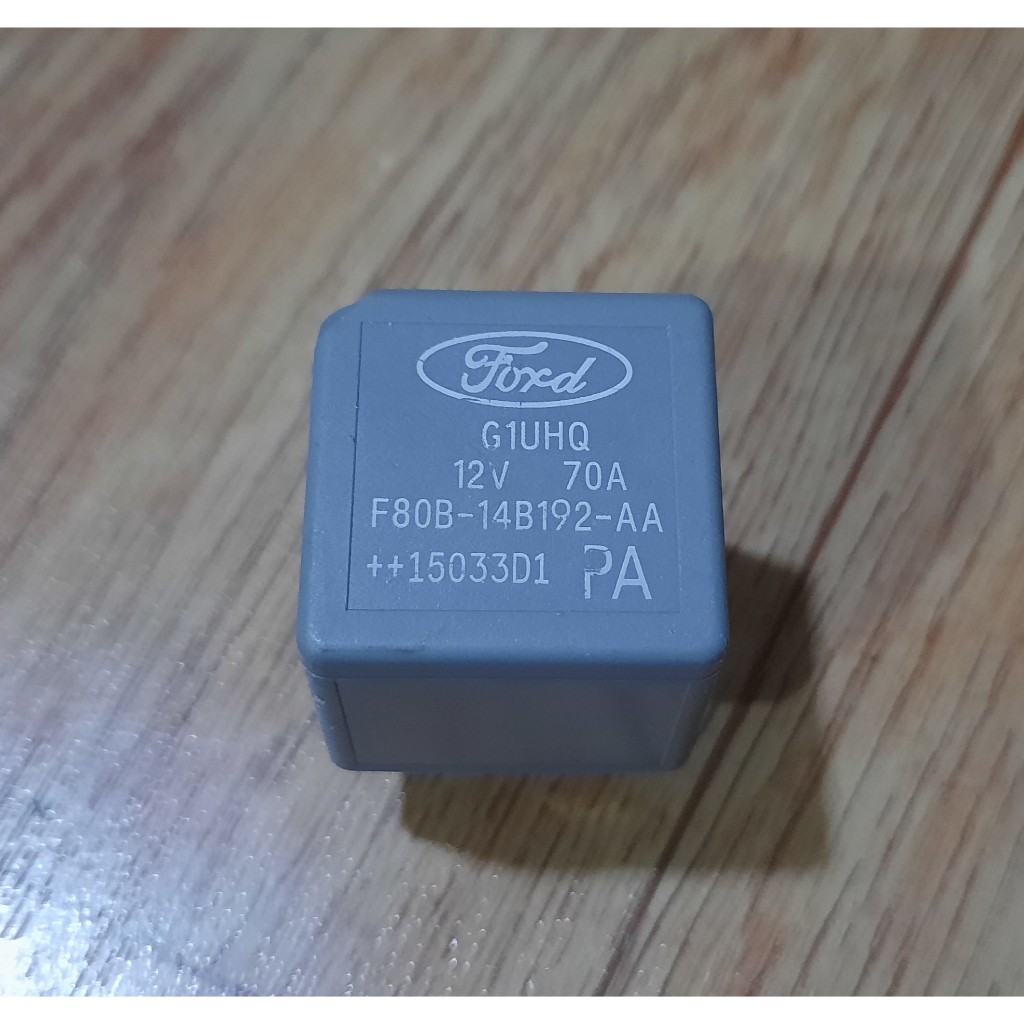 Ford
G1UHQ
12V 70A
F80B-14B192-AA
++15033D1 PA